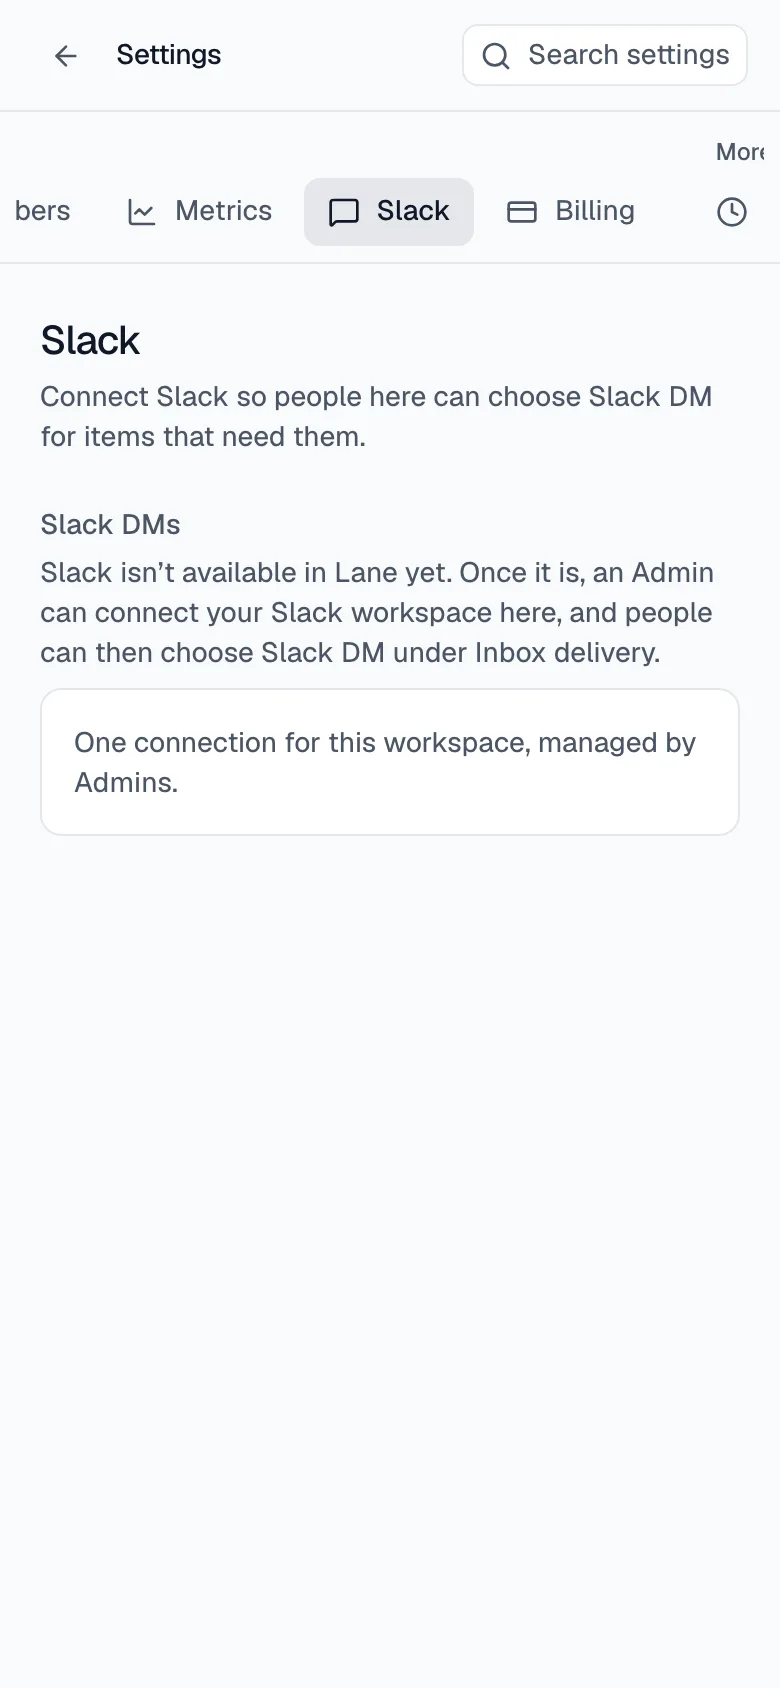 Settings
Search settings
More
bers
Metrics
Slack
Billing
Slack
Connect Slack so people here can choose Slack DM
for items that need them.
Slack DMs
Slack isn’t available in Lane yet. Once it is, an Admin
can connect your Slack workspace here, and people
can then choose Slack DM under Inbox delivery.
One connection for this workspace, managed by
Admins.